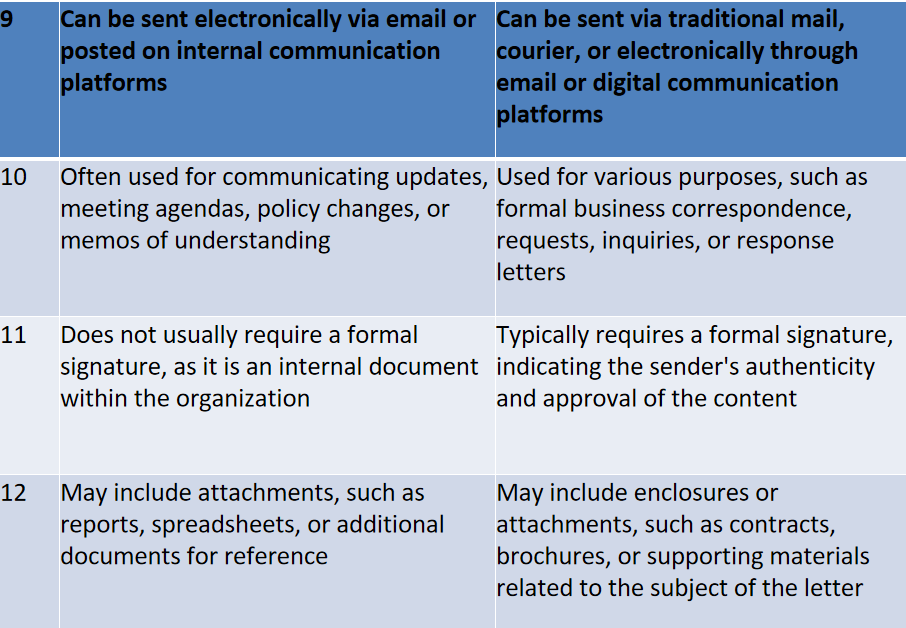 9
Can be sent electronically via email or
posted on internal communication
platforms
Can be sent via traditional mail,
courier, or electronically through
email or digital communication
platforms
10
Often used for communicating updates,
meeting agendas, policy changes, or
memos of understanding
Used for various purposes, such as
formal business correspondence,
requests, inquiries, or response
letters
11
Does not usually require a formal
signature, as it is an internal document
within the organization
Typically requires a formal signature,
indicating the sender's authenticity
and approval of the content
12
May include attachments, such as
reports, spreadsheets, or additional
documents for reference
May include enclosures or
attachments, such as contracts,
brochures, or supporting materials
related to the subject of the letter